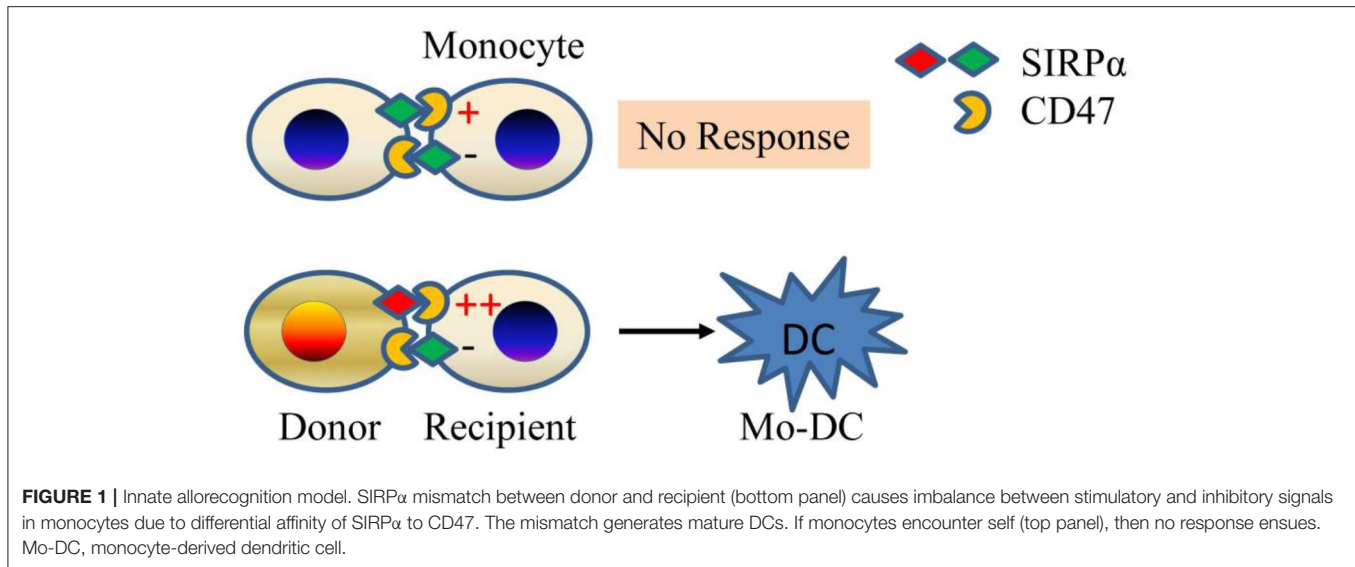 Monocyte
SIRPα
CD47
+
-
No Response
++
-
DC
Donor
Recipient
Mo-DC
FIGURE 1 | Innate allorecognition model. SIRPα mismatch between donor and recipient (bottom panel) causes imbalance between stimulatory and inhibitory signals
in monocytes due to differential affinity of SIRPα to CD47. The mismatch generates mature DCs. If monocytes encounter self (top panel), then no response ensues.
Mo-DC, monocyte-derived dendritic cell.